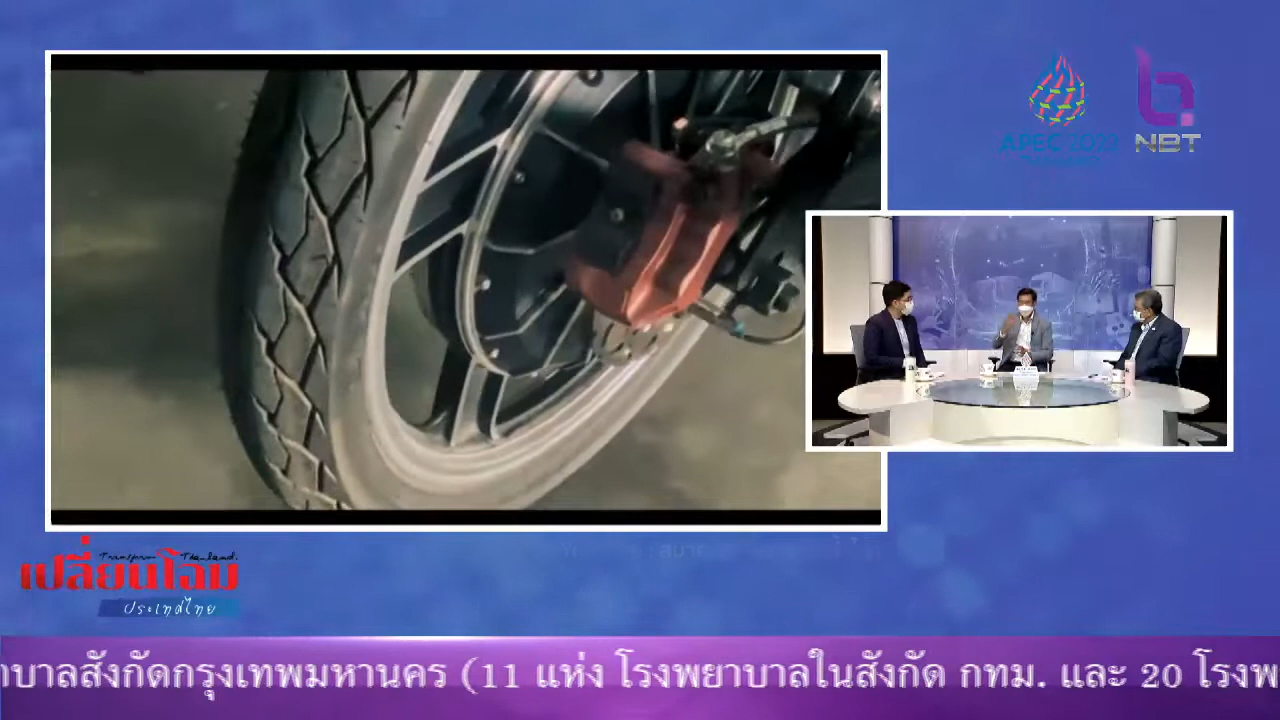 APEC 2022
NBT
Transform Thailand.
เปลี่ยนโฉม
ประเทศไทย
าบาลสังกัดกรุงเทพมหานคร (11 แห่ง โรงพยาบาลในสังกัด กทม. และ 20 โรงพ